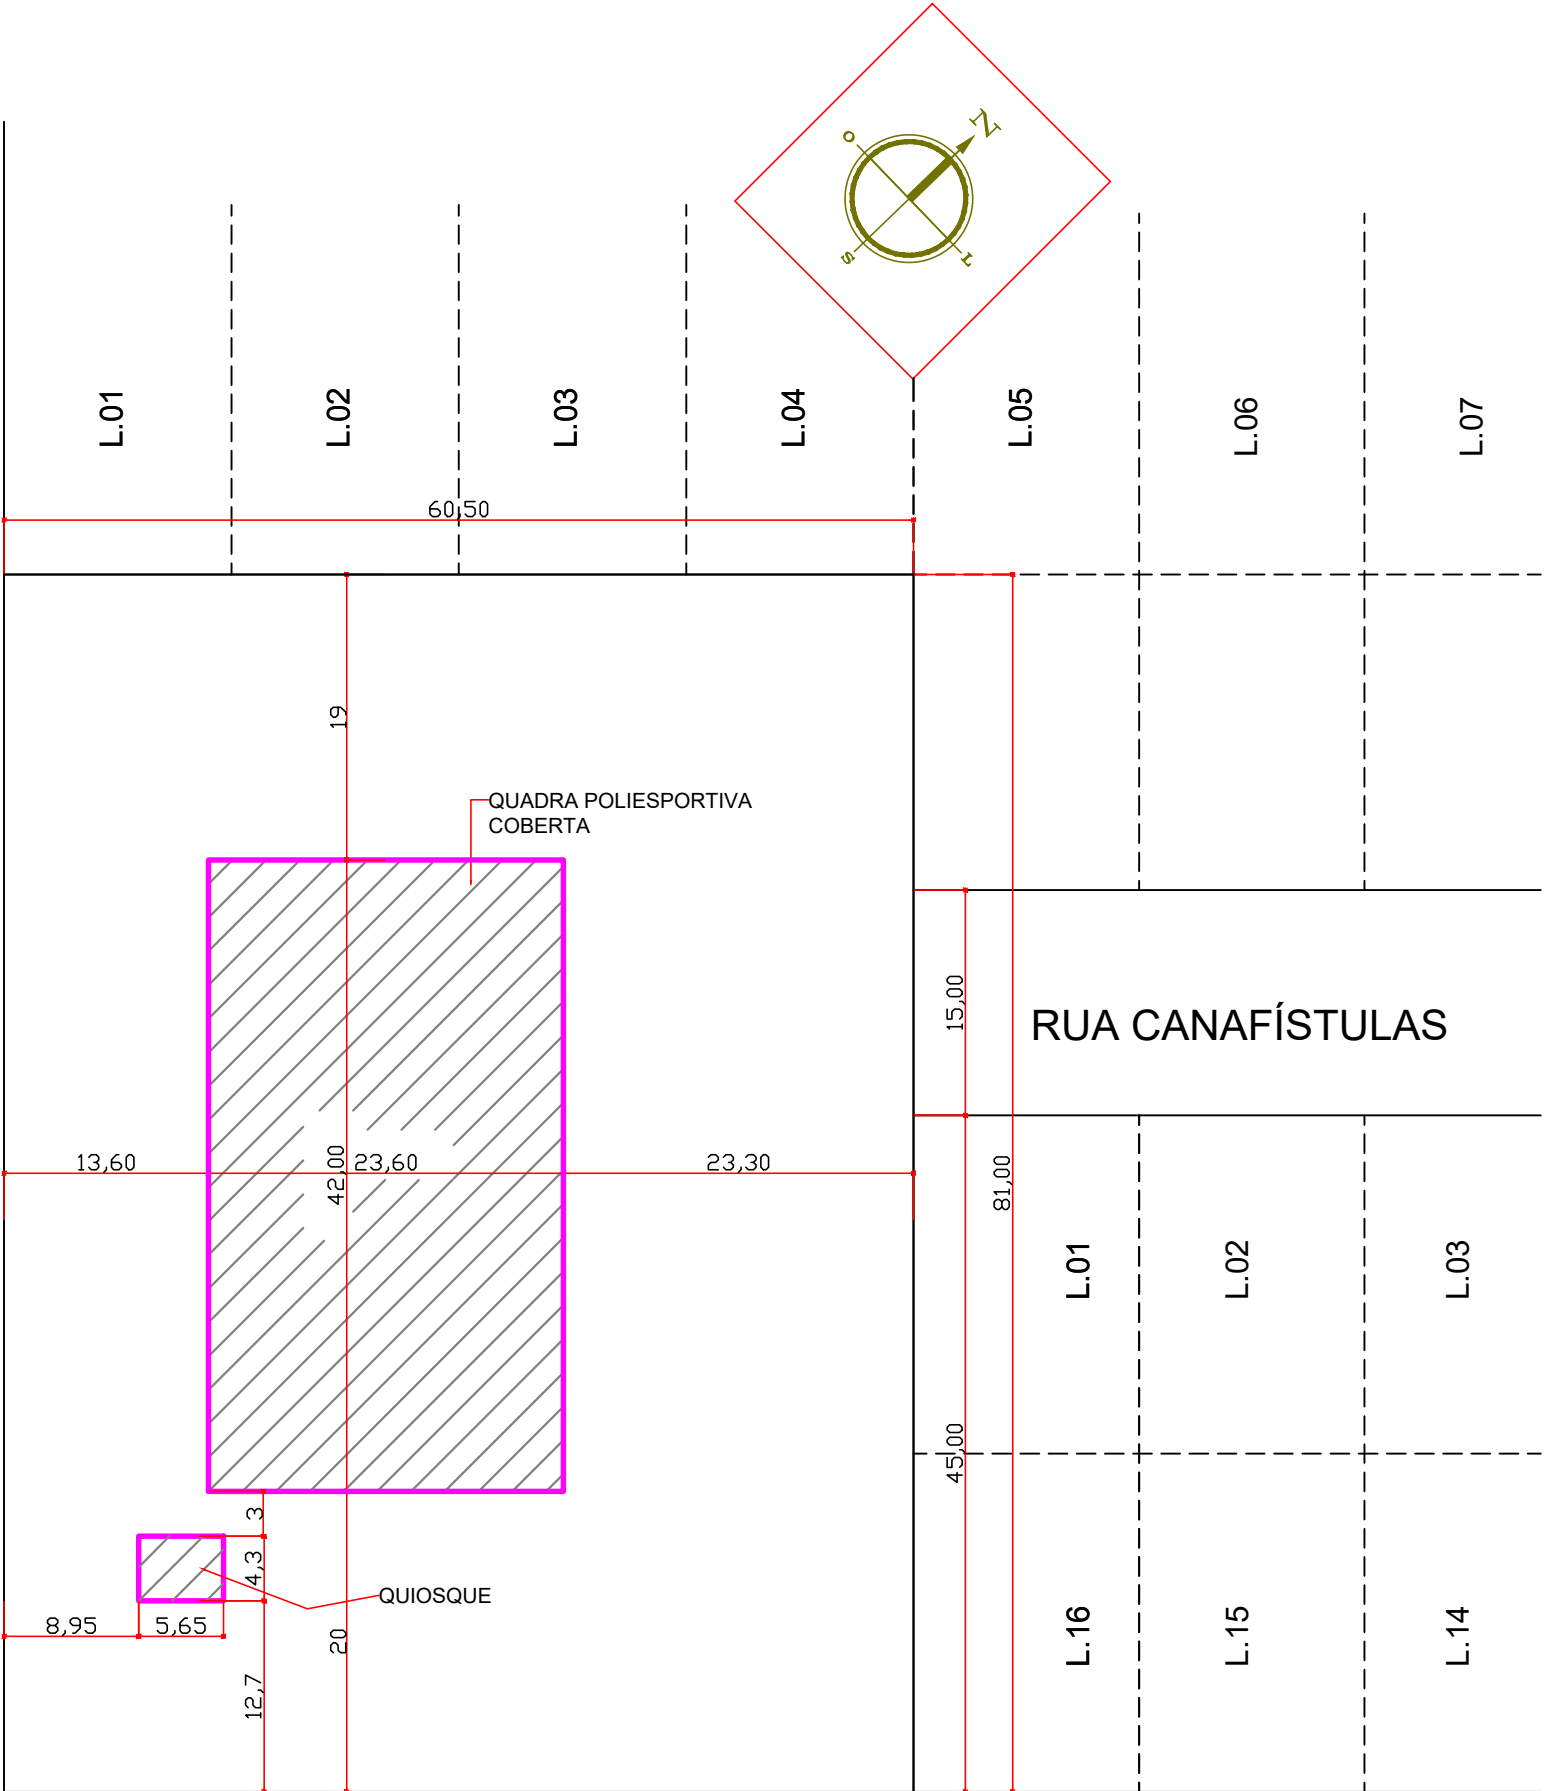 N
O
S
L
L.01
L.02
L.03
L.04
L.05
L.06
L.07
60,50
19
QUADRA POLIESPORTIVA
COBERTA
15,00
RUA CANAFÍSTULAS
13,60
42,00
23,60
23,30
81,00
L.01
L.02
L.03
45,00
3
4,3
QUIOSQUE
8,95
5,65
20
12,7
L.16
L.15
L.14